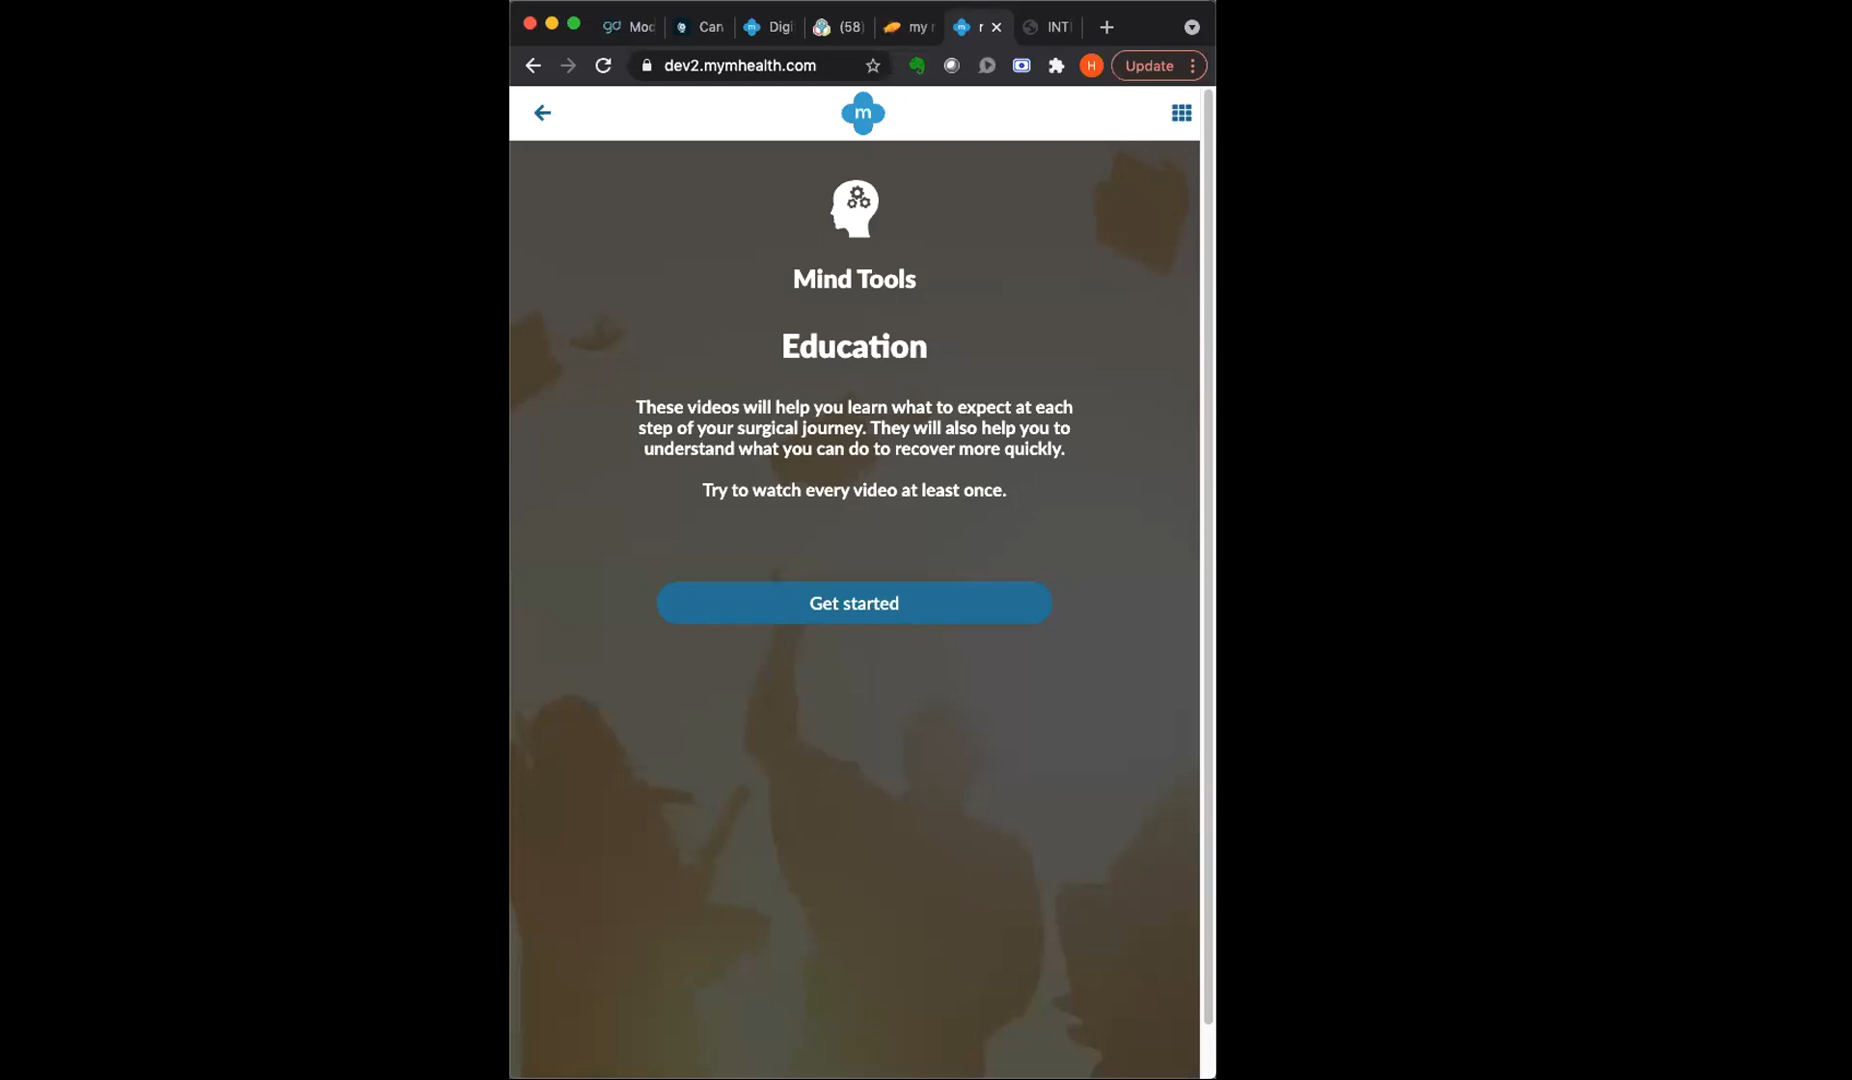 Mod
Can
Digi
(58)
my r
r
INTI
dev2.mymhealth.com
H
Update
m
Mind Tools
Education
These videos will help you learn what to expect at each
step of your surgical journey. They will also help you to
understand what you can do to recover more quickly.
Try to watch every video at least once.
Get started